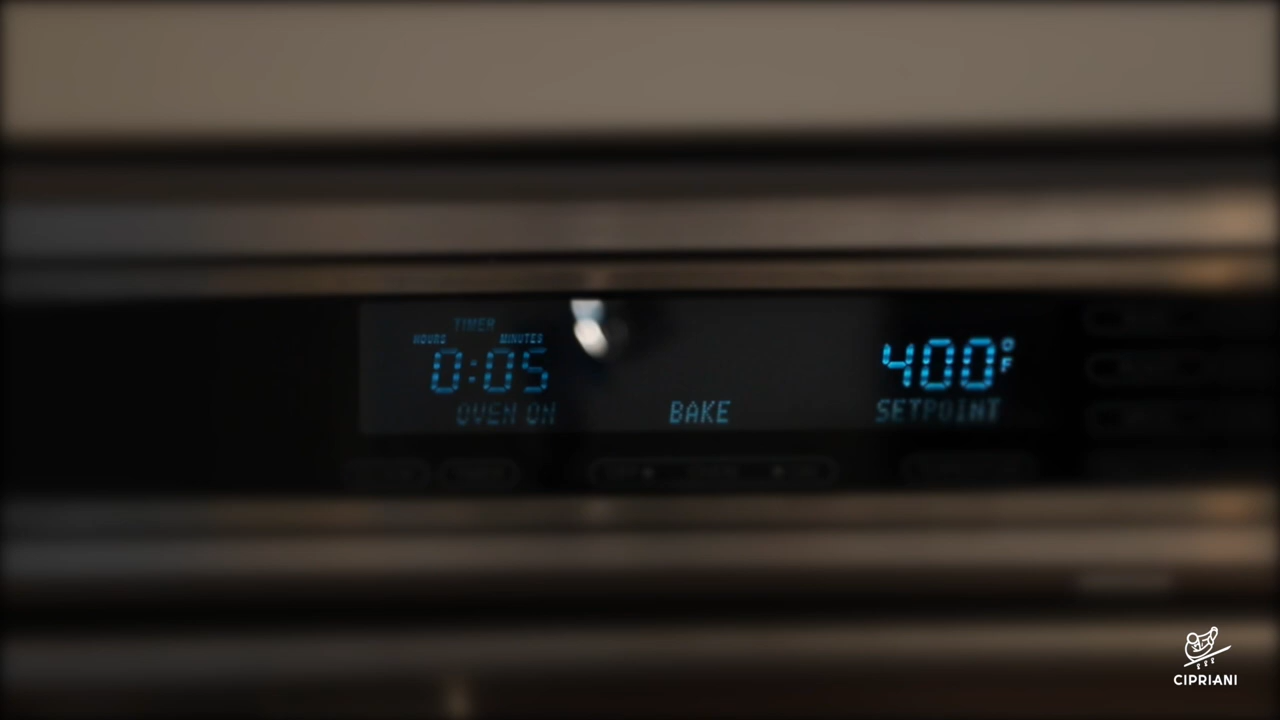 TIMER
HOURS MINUTES
0:05
OVEN ON
BAKE
400°F
SETPOINT
CIPRIANI